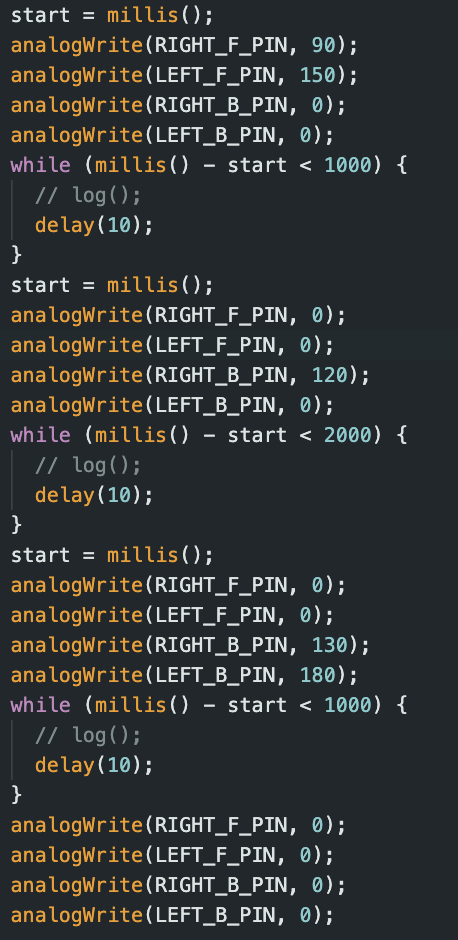 start = millis();
analogWrite(RIGHT_F_PIN, 90);
analogWrite(LEFT_F_PIN, 150);
analogWrite(RIGHT_B_PIN, 0);
analogWrite(LEFT_B_PIN, 0);
while (millis() - start < 1000) {
  // log();
  delay(10);
}
start = millis();
analogWrite(RIGHT_F_PIN, 0);
analogWrite(LEFT_F_PIN, 0);
analogWrite(RIGHT_B_PIN, 120);
analogWrite(LEFT_B_PIN, 0);
while (millis() - start < 2000) {
  // log();
  delay(10);
}
start = millis();
analogWrite(RIGHT_F_PIN, 0);
analogWrite(LEFT_F_PIN, 0);
analogWrite(RIGHT_B_PIN, 130);
analogWrite(LEFT_B_PIN, 180);
while (millis() - start < 1000) {
  // log();
  delay(10);
}
analogWrite(RIGHT_F_PIN, 0);
analogWrite(LEFT_F_PIN, 0);
analogWrite(RIGHT_B_PIN, 0);
analogWrite(LEFT_B_PIN, 0);